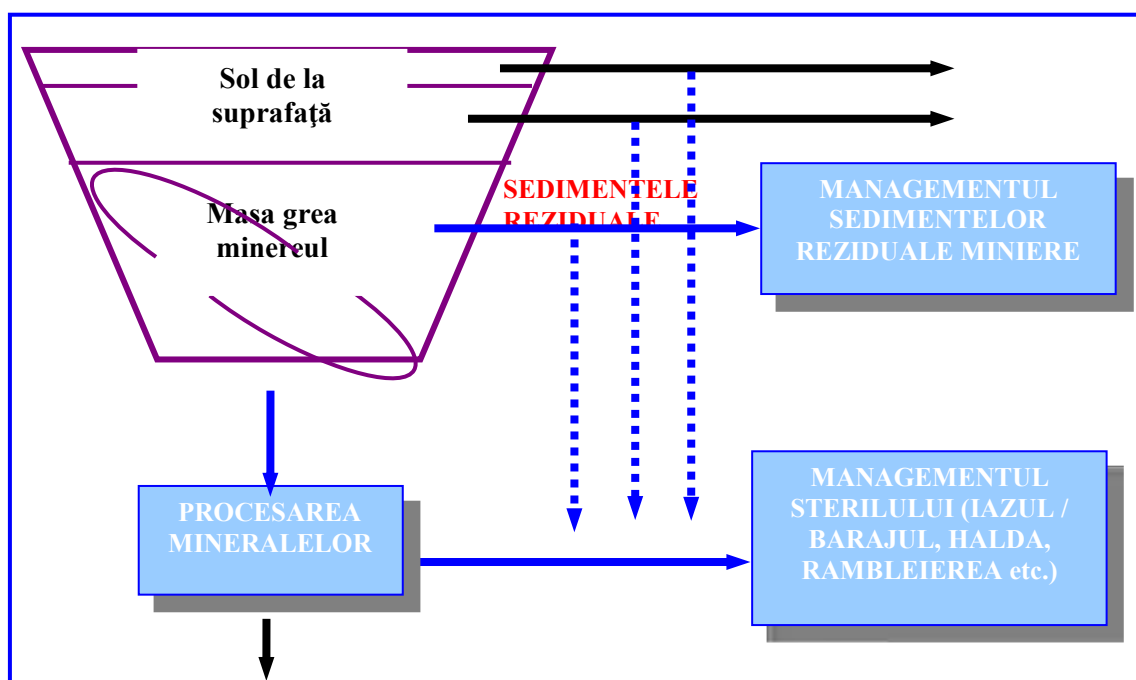 Sol de la
suprafaţă
Masa grea
minereul
SEDIMENTELE
REZIDUALE
MANAGEMENTUL
SEDIMENTELOR
REZIDUALE MINIERE
PROCESAREA
MINERALELOR
MANAGEMENTUL
STERILULUI (IAZUL /
BARAJUL, HALDA,
RAMBLEIEREA etc.)